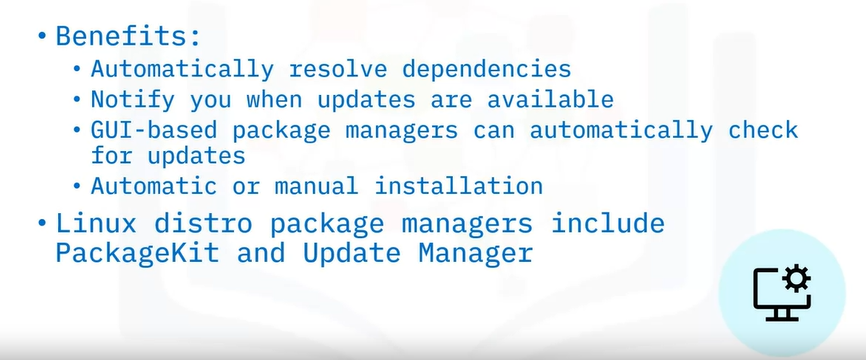 • Benefits:
• Automatically resolve dependencies
• Notify you when updates are available
• GUI-based package managers can automatically check
for updates
• Automatic or manual installation
• Linux distro package managers include
PackageKit and Update Manager